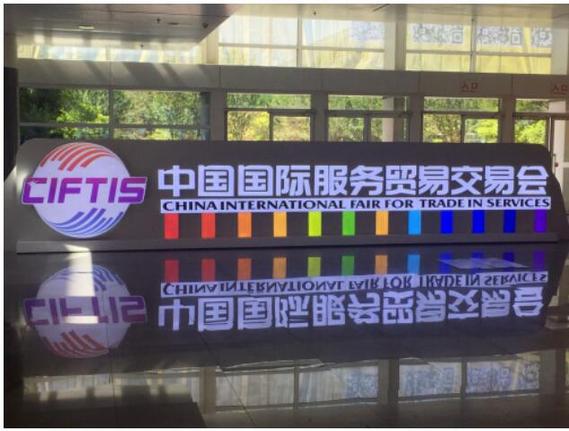 CIFTIS
中国国际服务贸易交易会
CHINA INTERNATIONAL FAIR FOR TRADE IN SERVICES